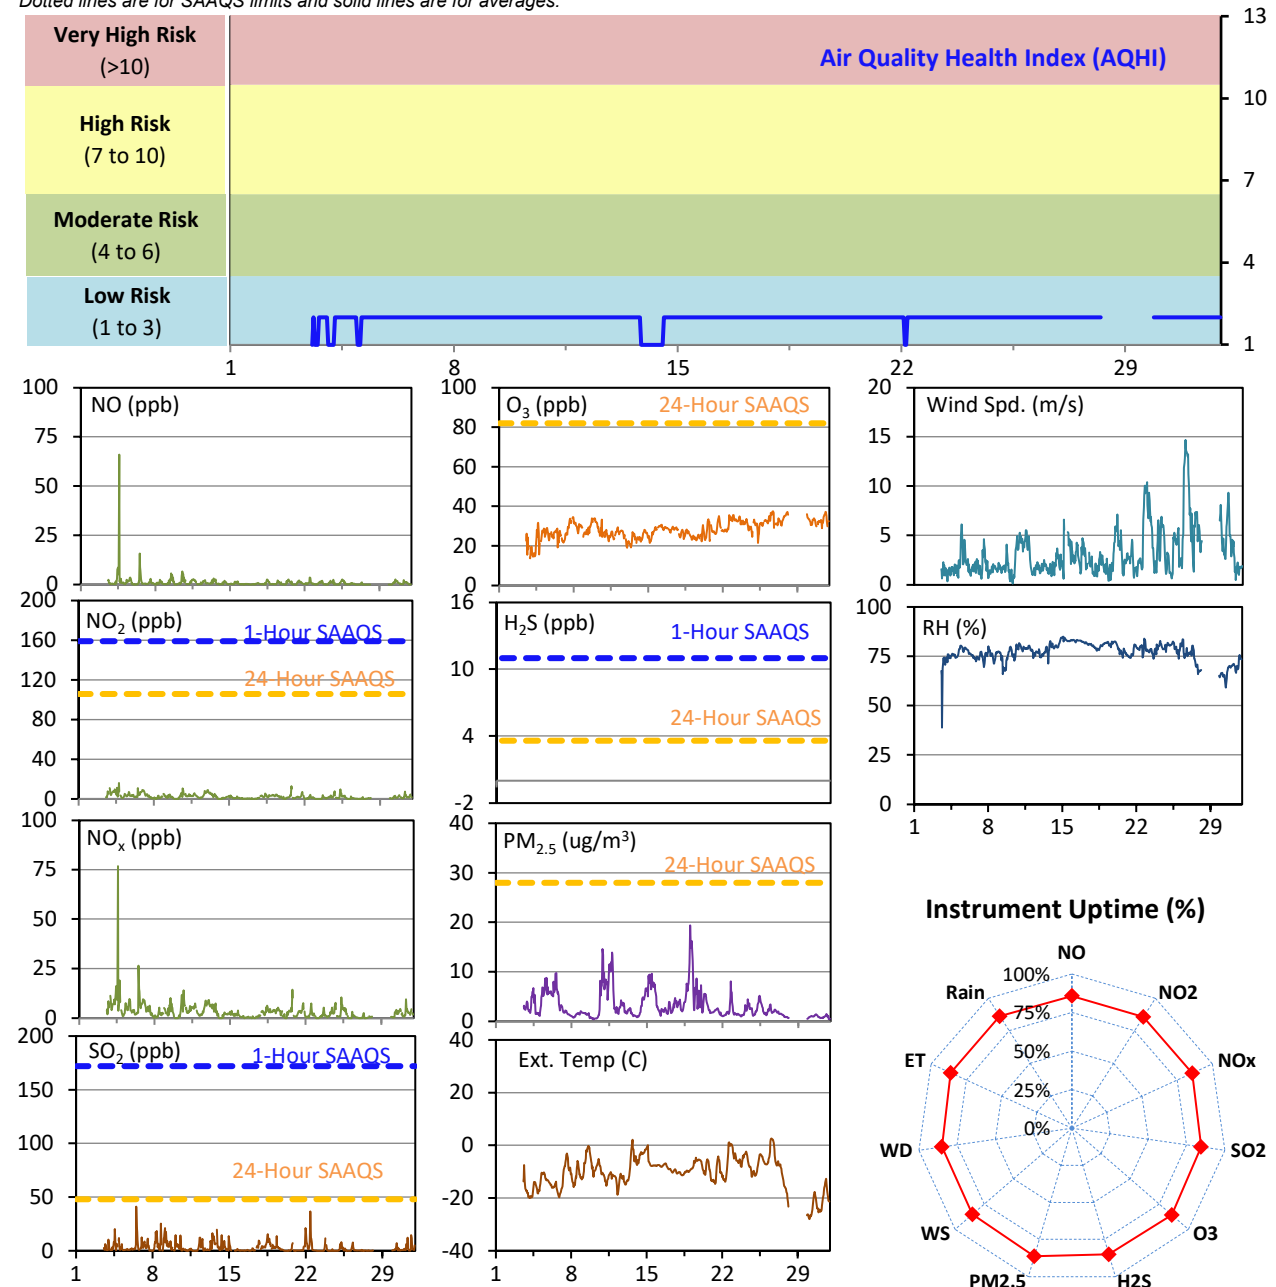 Dotted lines are for SAAQS limits and solid lines are for averages.
Very High Risk
(>10)
High Risk
(7 to 10)
Moderate Risk
(4 to 6)
Low Risk
(1 to 3)
Air Quality Health Index (AQHI)
13
10
7
4
1
1 8 15 22 29
NO (ppb)
100
75
50
25
0
O3 (ppb)
24-Hour SAAQS
100
80
60
40
20
0
Wind Spd. (m/s)
20
15
10
5
0
NO2 (ppb)
1-Hour SAAQS
24-Hour SAAQS
200
160
120
80
40
0
H2S (ppb)
1-Hour SAAQS
24-Hour SAAQS
16
10
4
-2
RH (%)
100
75
50
25
0
1 8 15 22 29
NOx (ppb)
100
75
50
25
0
PM2.5 (ug/m3)
24-Hour SAAQS
40
30
20
10
0
SO2 (ppb)
1-Hour SAAQS
24-Hour SAAQS
200
150
100
50
0
1 8 15 22 29
Ext. Temp (C)
40
20
0
-20
-40
1 8 15 22 29
Instrument Uptime (%)
NO
NO2
NOx
SO2
O3
H2S
PM2.5
WS
WD
ET
Rain
100%
75%
50%
25%
0%